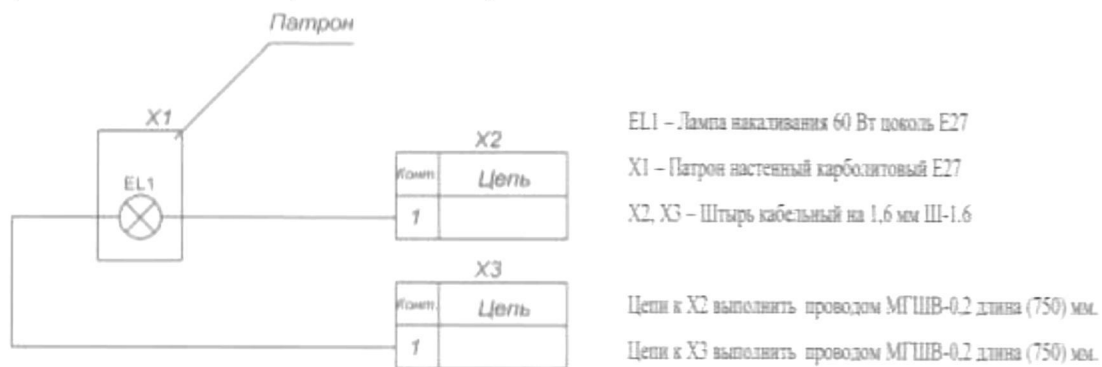 Патрон
X1
EL1
X2
Конт. Цепь
1
X3
Конт. Цепь
1
EL1 – Лампа накаливания 60 Вт цоколь E27
X1 – Патрон настенный карболитовый E27
X2, X3 – Штырь кабельный на 1,6 мм Ш-1.6
Цепи к X2 выполнить проводом МГШВ-0.2 длина (750) мм.
Цепи к X3 выполнить проводом МГШВ-0.2 длина (750) мм.